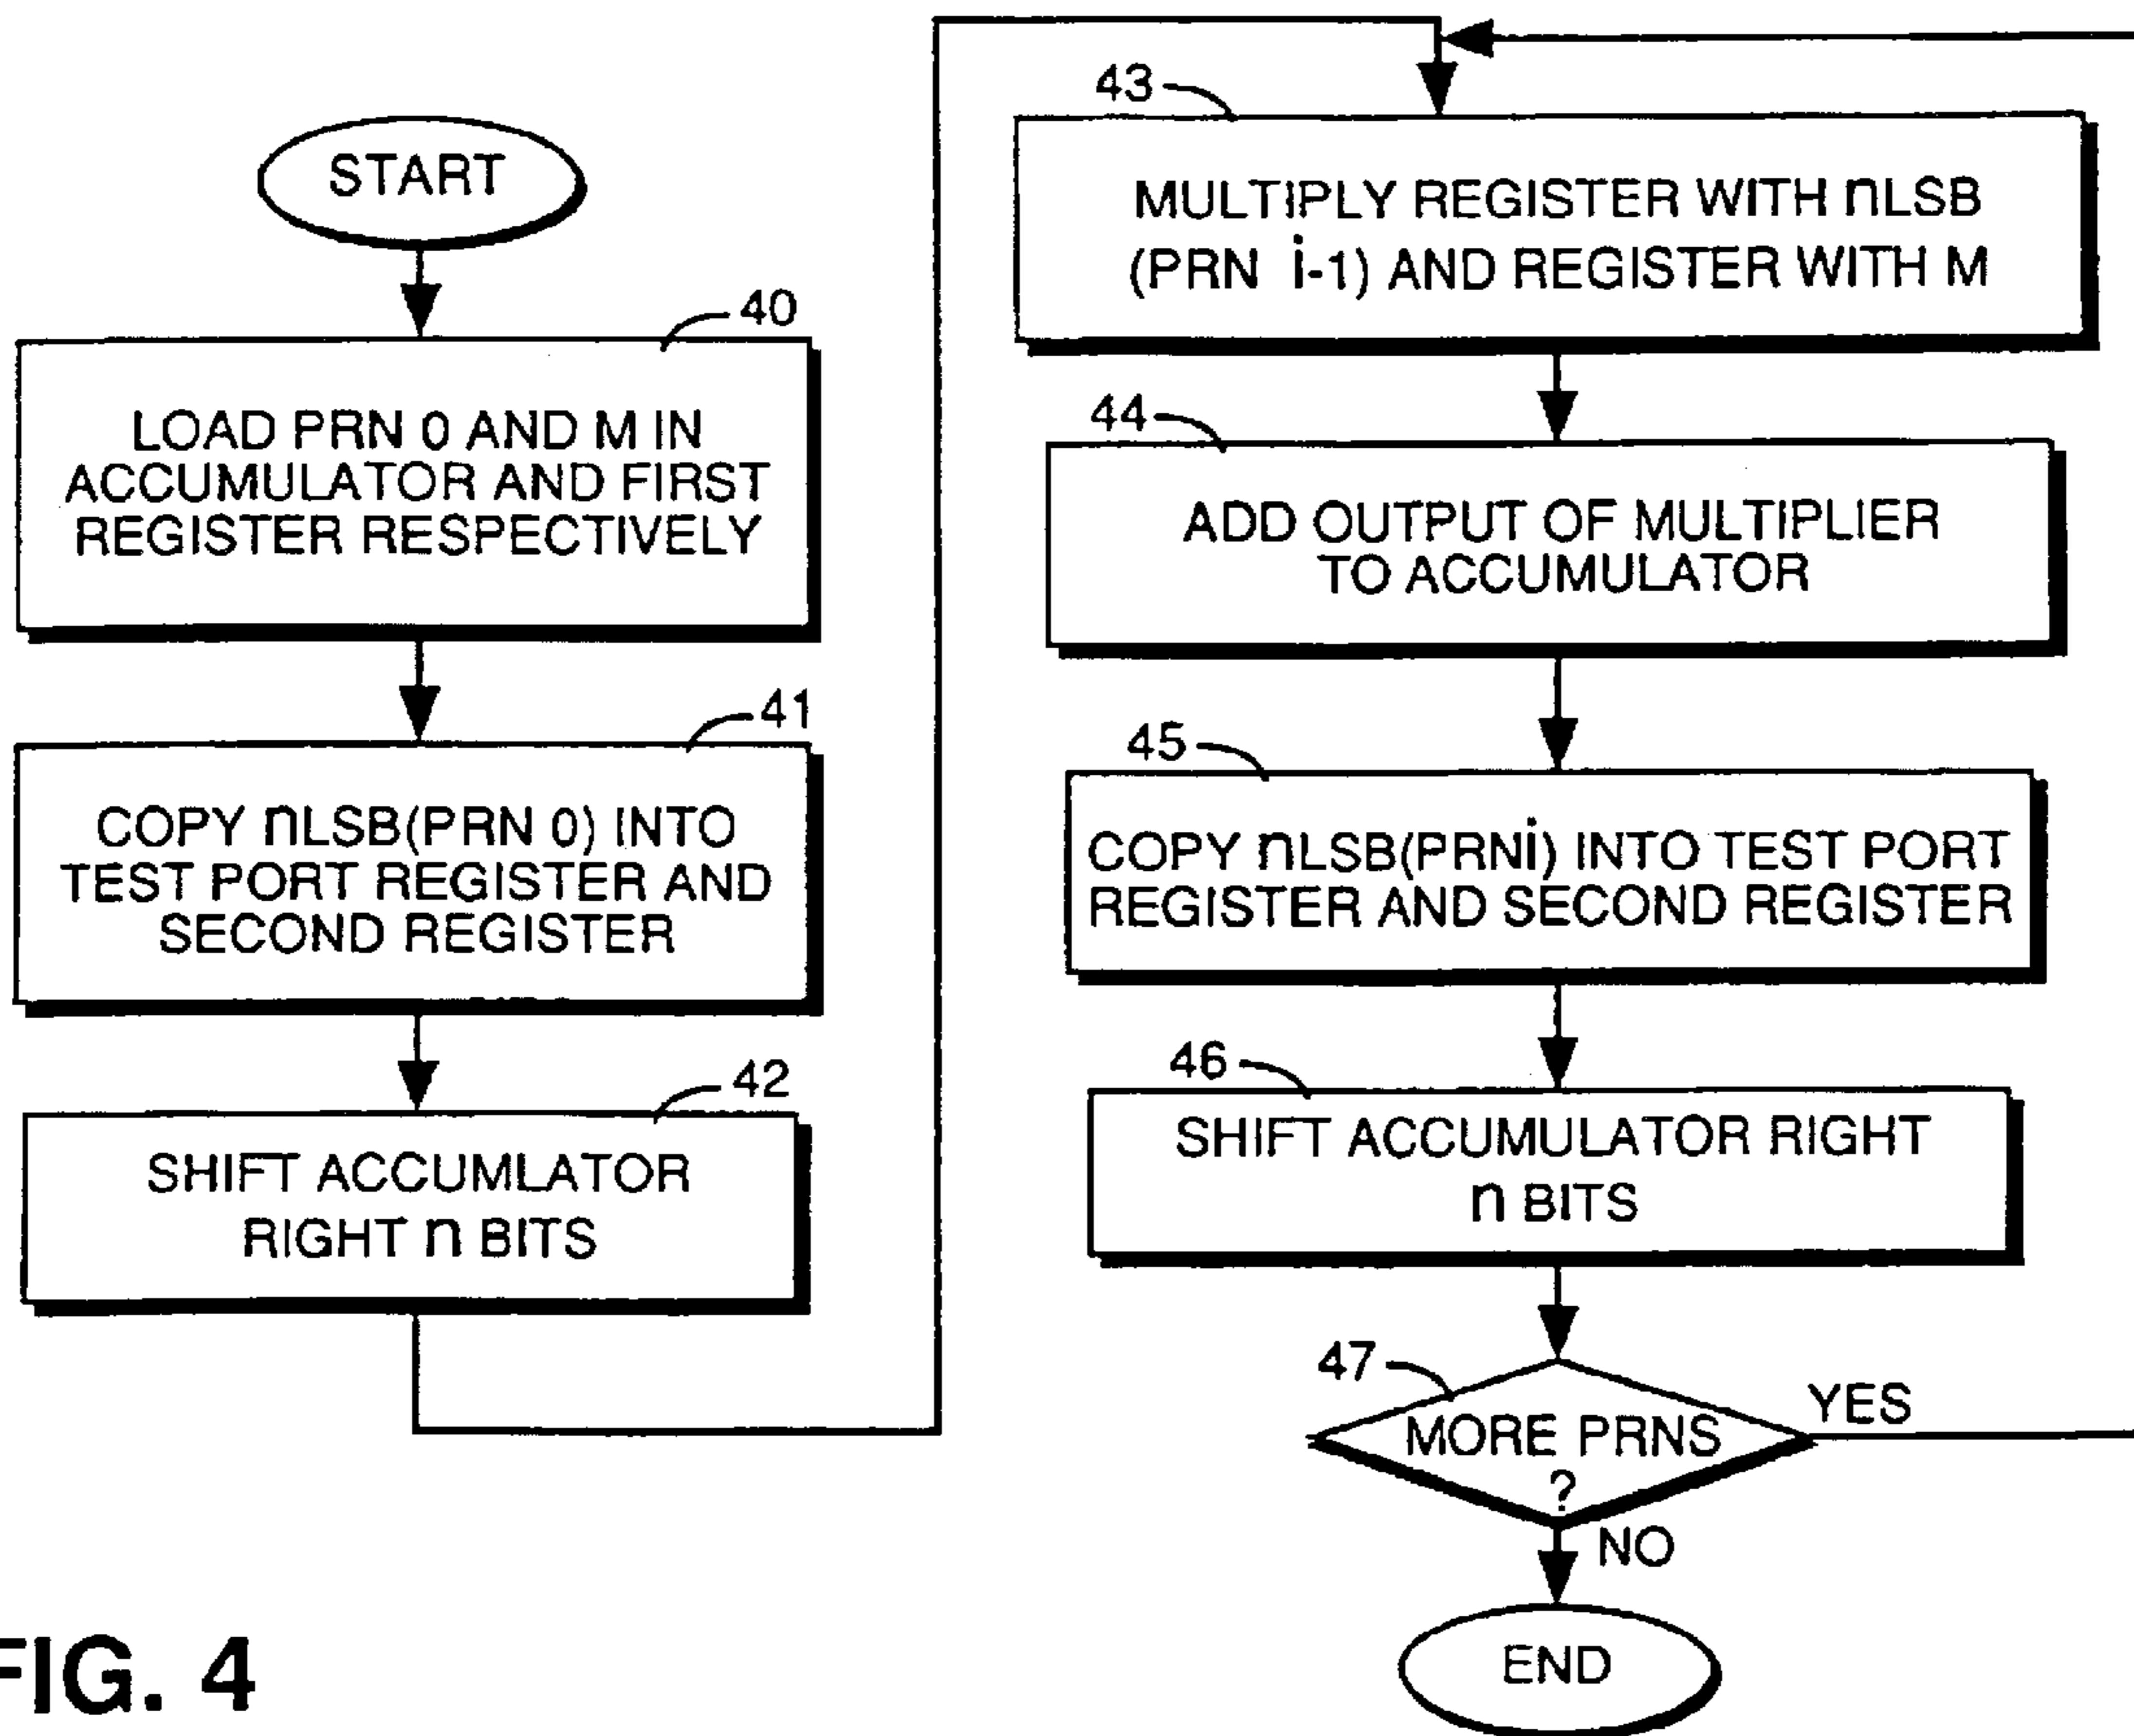 START
40
LOAD PRN 0 AND M IN
ACCUMULATOR AND FIRST
REGISTER RESPECTIVELY
41
COPY nLSB(PRN 0) INTO
TEST PORT REGISTER AND
SECOND REGISTER
42
SHIFT ACCUMLATOR
RIGHT n BITS
43
MULTIPLY REGISTER WITH nLSB
(PRN i-1) AND REGISTER WITH M
44
ADD OUTPUT OF MULTIPLIER
TO ACCUMULATOR
45
COPY nLSB(PRNi) INTO TEST PORT
REGISTER AND SECOND REGISTER
46
SHIFT ACCUMULATOR RIGHT
n BITS
47
MORE PRNS
?
YES
NO
END
FIG. 4